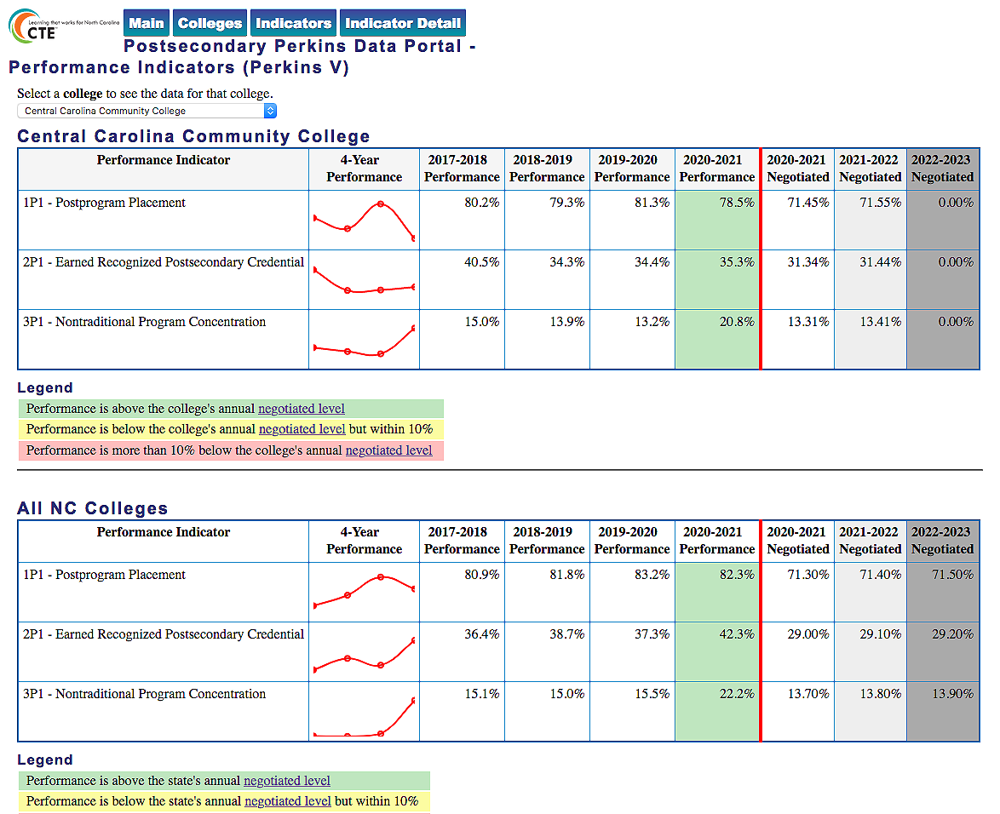 Learning that works for North Carolina
CTE
Main Colleges Indicators Indicator Detail
Postsecondary Perkins Data Portal -
Performance Indicators (Perkins V)
Select a college to see the data for that college.
Central Carolina Community College
Central Carolina Community College
Performance Indicator 4-Year Performance 2017-2018 Performance 2018-2019 Performance 2019-2020 Performance 2020-2021 Performance 2020-2021 Negotiated 2021-2022 Negotiated 2022-2023 Negotiated
1P1 - Postprogram Placement 80.2% 79.3% 81.3% 78.5% 71.45% 71.55% 0.00%
2P1 - Earned Recognized Postsecondary Credential 40.5% 34.3% 34.4% 35.3% 31.34% 31.44% 0.00%
3P1 - Nontraditional Program Concentration 15.0% 13.9% 13.2% 20.8% 13.31% 13.41% 0.00%
Legend
Performance is above the college's annual negotiated level
Performance is below the college's annual negotiated level but within 10%
Performance is more than 10% below the college's annual negotiated level
All NC Colleges
Performance Indicator 4-Year Performance 2017-2018 Performance 2018-2019 Performance 2019-2020 Performance 2020-2021 Performance 2020-2021 Negotiated 2021-2022 Negotiated 2022-2023 Negotiated
1P1 - Postprogram Placement 80.9% 81.8% 83.2% 82.3% 71.30% 71.40% 71.50%
2P1 - Earned Recognized Postsecondary Credential 36.4% 38.7% 37.3% 42.3% 29.00% 29.10% 29.20%
3P1 - Nontraditional Program Concentration 15.1% 15.0% 15.5% 22.2% 13.70% 13.80% 13.90%
Legend
Performance is above the state's annual negotiated level
Performance is below the state's annual negotiated level but within 10%